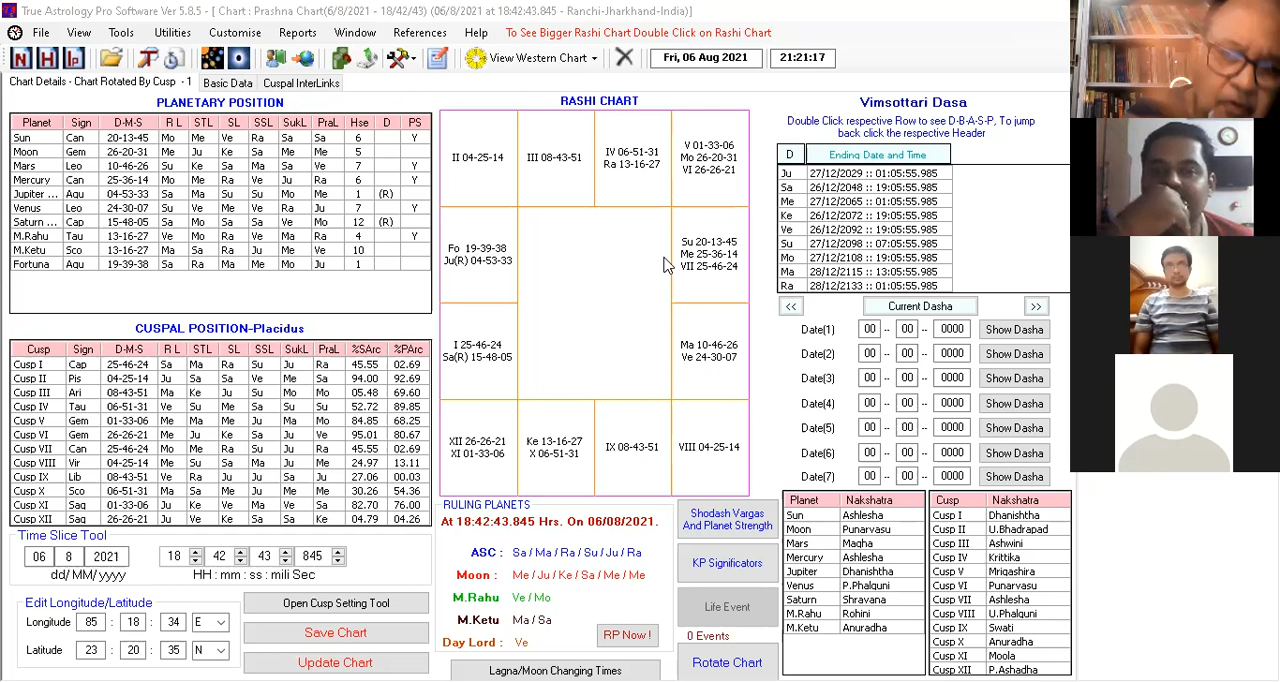 True Astrology Pro Software Ver 5.8.5 - [ Chart : Prashna Chart(6/8/2021 - 18/42/43) (06/08/2021 at 18:42:43.845 - Ranchi-Jharkhand-India)]
File View Tools Utilities Customise Reports Window References Help To See Bigger Rashi Chart Double Click on Rashi Chart
N H Ip View Western Chart Fri, 06 Aug 2021 21:21:17
Chart Details - Chart Rotated By Cusp - 1 Basic Data Cuspal InterLinks
PLANETARY POSITION
Planet Sign D-M-S R L STL SL SSL SukL PraL Hse D PS
Sun Can 20-13-45 Mo Me Ve Ra Sa Sa 6 Y
Moon Gem 26-20-31 Me Ju Ke Sa Me Me 5
Mars Leo 10-46-26 Su Ke Sa Ma Sa Ve 7 Y
Mercury Can 25-36-14 Mo Me Ra Ve Ju Ra 6 Y
Jupiter ... Aqu 04-53-33 Sa Ma Su Su Mo Me 1 (R)
Venus Leo 24-30-07 Su Ve Me Ve Ra Ju 7 Y
Saturn ... Cap 15-48-05 Sa Mo Sa Sa Ve Mo 12 (R)
M.Rahu Tau 13-16-27 Ve Mo Ra Ve Ma Ra 4 Y
M.Ketu Sco 13-16-27 Ma Sa Ra Ju Me Ve 10
Fortuna Aqu 19-39-38 Sa Ra Ma Mo Mo Ju 1
CUSPAL POSITION-Placidus
Cusp Sign D-M-S R L STL SL SSL SukL PraL %SArc %PArc
Cusp I Cap 25-46-24 Sa Ma Ra Su Ju Ra 45.55 02.69
Cusp II Pis 04-25-14 Ju Sa Sa Ve Me Sa 94.00 92.69
Cusp III Ari 08-43-51 Ma Ke Ju Su Mo Mo 05.48 69.60
Cusp IV Tau 06-51-31 Ve Su Me Sa Su Su 52.72 89.85
Cusp V Gem 01-33-06 Me Ma Me Su Ju Ma 84.85 68.25
Cusp VI Gem 26-26-21 Me Ju Ke Sa Ju Ve 95.01 80.67
Cusp VII Can 25-46-24 Mo Me Ra Su Ju Ra 45.55 02.69
Cusp VIII Vir 04-25-14 Me Su Sa Ma Ju Me 24.97 13.11
Cusp IX Lib 08-43-51 Ve Ra Ju Ju Sa Ju 27.06 00.03
Cusp X Sco 06-51-31 Ma Sa Me Ju Me Me 30.26 54.36
Cusp XI Sag 01-33-06 Ju Ke Ve Sa Ke Ma 82.70 76.00
Cusp XII Sag 26-26-21 Ju Ve Ke Sa Sa Ke 04.79 04.26
Time Slice Tool
06 8 2021 18 42 43 845
dd/ MM/ yyyy HH : mm : ss : mili Sec
Edit Longitude/Latitude
Longitude 85 : 18 : 34 E
Latitude 23 : 20 : 35 N
Open Cusp Setting Tool
Save Chart
Update Chart
RASHI CHART
II 04-25-14
III 08-43-51
IV 06-51-31
Ra 13-16-27
V 01-33-06
Mo 26-20-31
VI 26-26-21
Fo 19-39-38
Ju(R) 04-53-33
Su 20-13-45
Me 25-36-14
VII 25-46-24
I 25-46-24
Sa(R) 15-48-05
Ma 10-46-26
Ve 24-30-07
XII 26-26-21
XI 01-33-06
Ke 13-16-27
X 06-51-31
IX 08-43-51
VIII 04-25-14
RULING PLANETS
At 18:42:43.845 Hrs. On 06/08/2021.
ASC : Sa / Ma / Ra / Su / Ju / Ra
Moon : Me / Ju / Ke / Sa / Me / Me
M.Rahu Ve / Mo
M.Ketu Ma / Sa
Day Lord : Ve
RP Now !
Lagna/Moon Changing Times
Shodash Vargas
And Planet Strength
KP Significators
Life Event
0 Events
Rotate Chart
Vimsottari Dasa
Double Click respective Row to see D-B-A-S-P, To jump
back click the respective Header
D Ending Date and Time
Ju 27/12/2029 :: 01:05:55.985
Sa 26/12/2048 :: 19:05:55.985
Me 27/12/2065 :: 01:05:55.985
Ke 26/12/2072 :: 19:05:55.985
Ve 26/12/2092 :: 19:05:55.985
Su 27/12/2098 :: 07:05:55.985
Mo 27/12/2108 :: 19:05:55.985
Ma 28/12/2115 :: 13:05:55.985
Ra 28/12/2133 :: 01:05:55.985
<< Current Dasha >>
Date(1) 00 -- 00 -- 0000 Show Dasha
Date(2) 00 -- 00 -- 0000 Show Dasha
Date(3) 00 -- 00 -- 0000 Show Dasha
Date(4) 00 -- 00 -- 0000 Show Dasha
Date(5) 00 -- 00 -- 0000 Show Dasha
Date(6) 00 -- 00 -- 0000 Show Dasha
Date(7) 00 -- 00 -- 0000 Show Dasha
Planet Nakshatra
Sun Ashlesha
Moon Punarvasu
Mars Magha
Mercury Ashlesha
Jupiter Dhanishtha
Venus P.Phalguni
Saturn Shravana
M.Rahu Rohini
M.Ketu Anuradha
Cusp Nakshatra
Cusp I Dhanishtha
Cusp II U.Bhadrapad
Cusp III Ashwini
Cusp IV Krittika
Cusp V Mrigashira
Cusp VI Punarvasu
Cusp VII Ashlesha
Cusp VIII U.Phalguni
Cusp IX Swati
Cusp X Anuradha
Cusp XI Moola
Cusp XII P.Ashadha